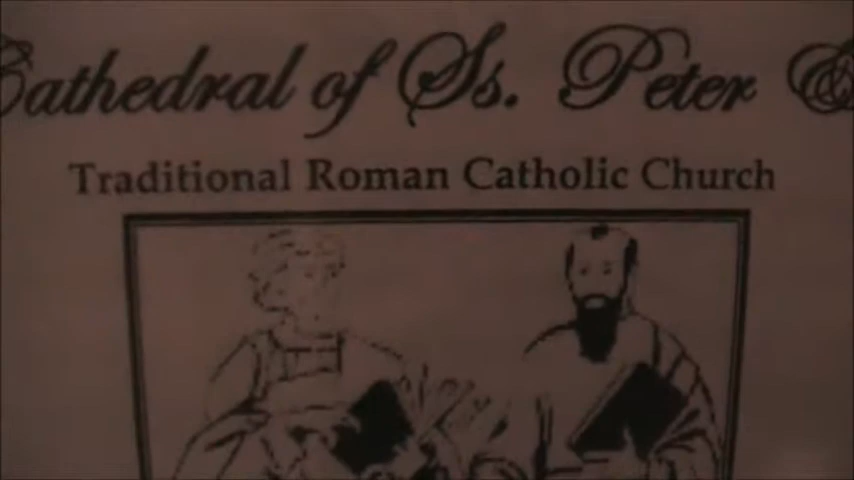 Cathedral of Ss. Peter &
Traditional Roman Catholic Church